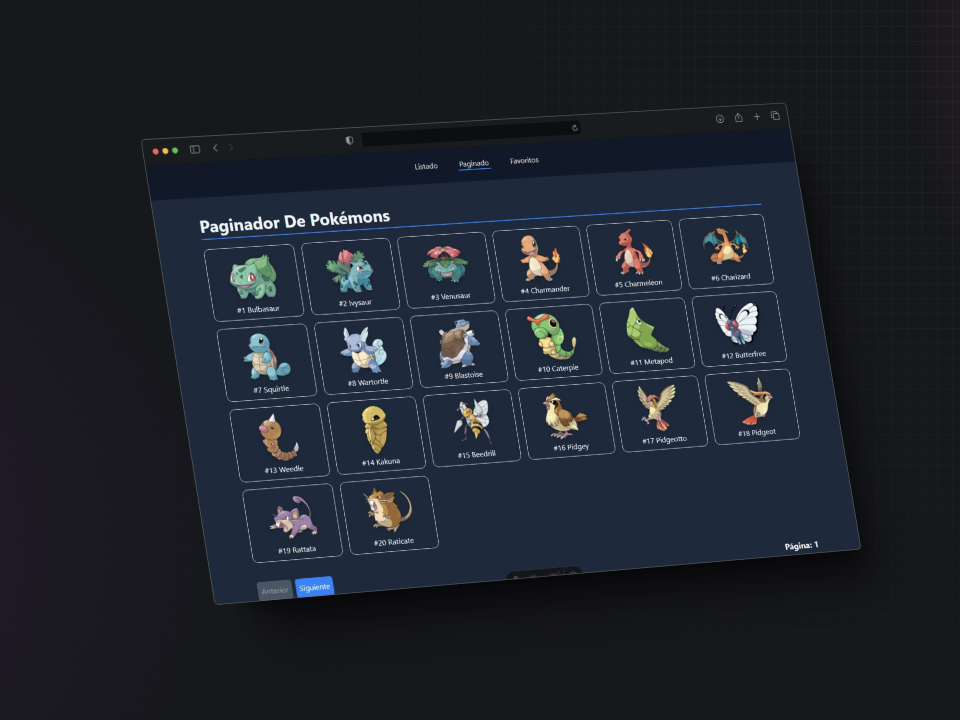 Listado Paginado Favoritos
Paginador De Pokémons
#1 Bulbasaur #2 Ivysaur #3 Venusaur #4 Charmander #5 Charmeleon #6 Charizard
#7 Squirtle #8 Wartortle #9 Blastoise #10 Caterpie #11 Metapod #12 Butterfree
#13 Weedle #14 Kakuna #15 Beedrill #16 Pidgey #17 Pidgeotto #18 Pidgeot
#19 Rattata #20 Raticate
Anterior Siguiente Página: 1